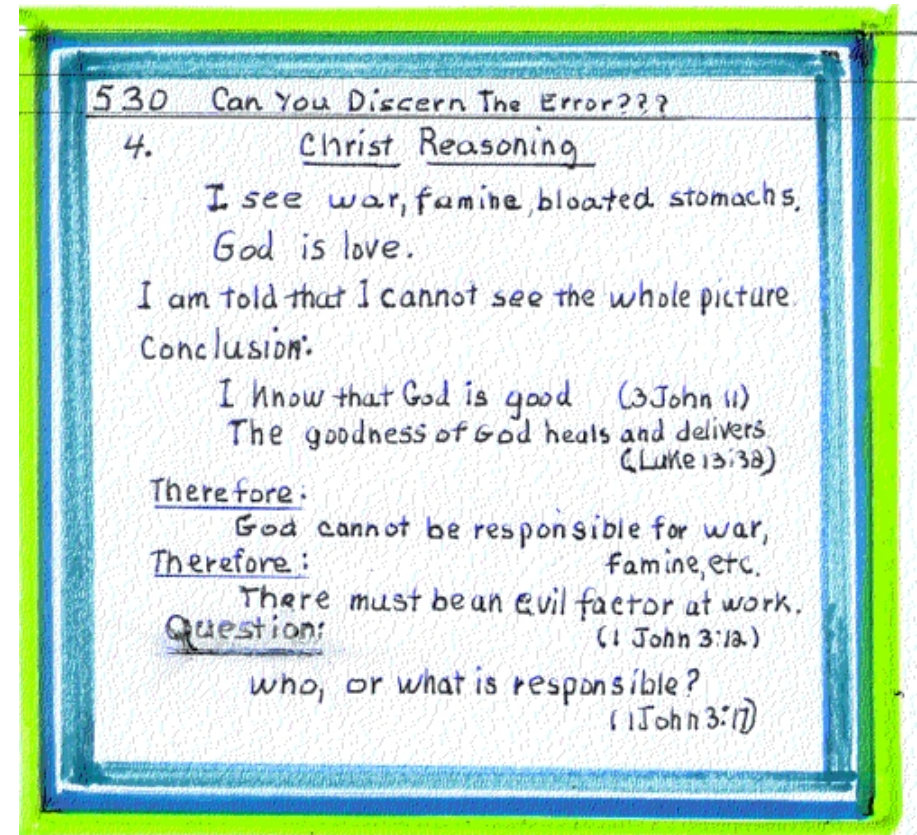 530 Can You Discern The Error???
4. Christ Reasoning
I see war, famine, bloated stomachs.
God is love.
I am told that I cannot see the whole picture
Conclusion:
I know that God is good (3 John 11)
The goodness of God heals and delivers
(Luke 13:32)
Therefore:
God cannot be responsible for war,
Therefore: famine, etc.
There must be an evil factor at work.
Question: (1 John 3:12)
who, or what is responsible?
(1 John 3:17)